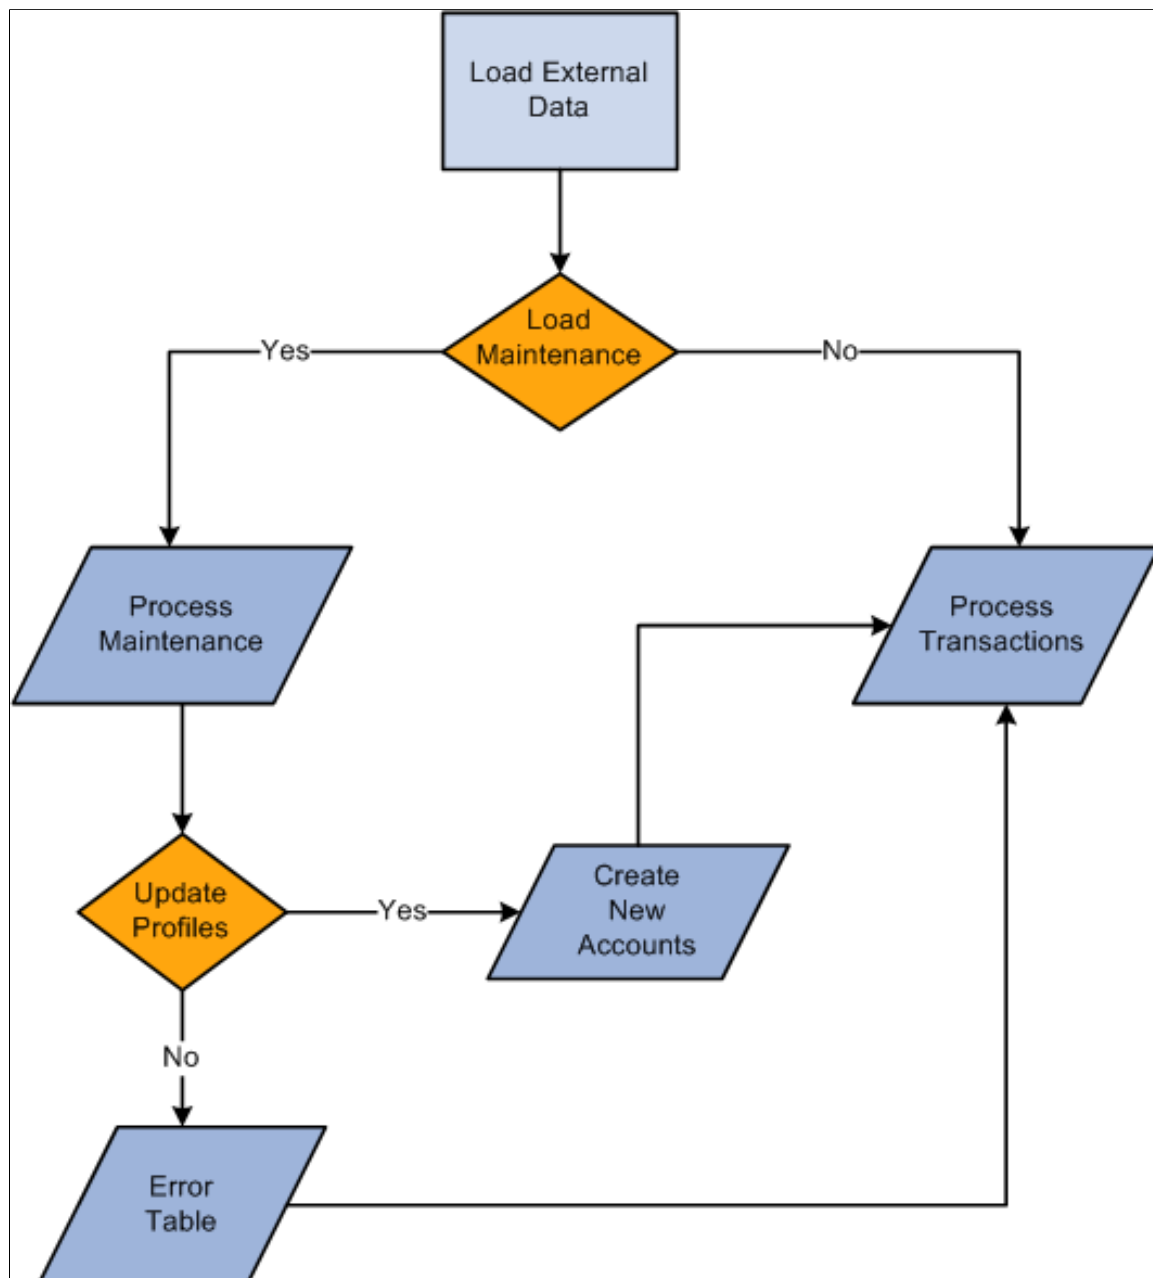 Load External
Data
Load
Maintenance
Yes
No
Process
Maintenance
Process
Transactions
Update
Profiles
Yes
Create
New
Accounts
No
Error
Table